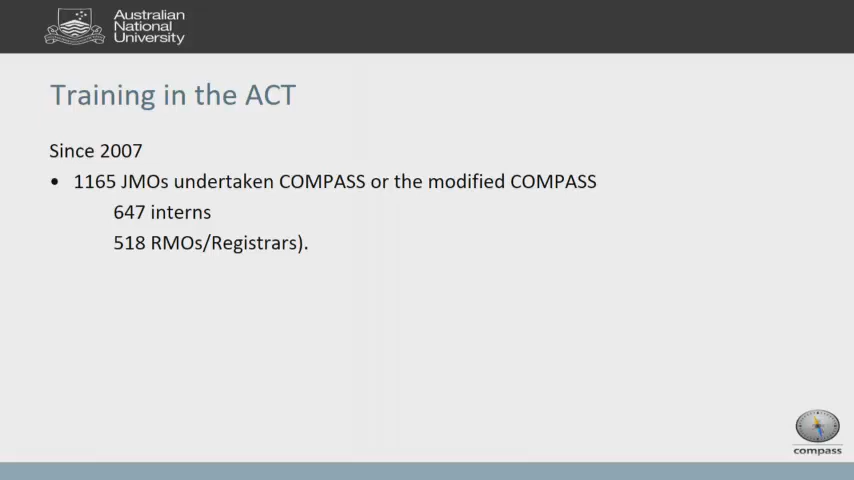 Australian
National
University
Training in the ACT
Since 2007
• 1165 JMOs undertaken COMPASS or the modified COMPASS
647 interns
518 RMOs/Registrars).
compass